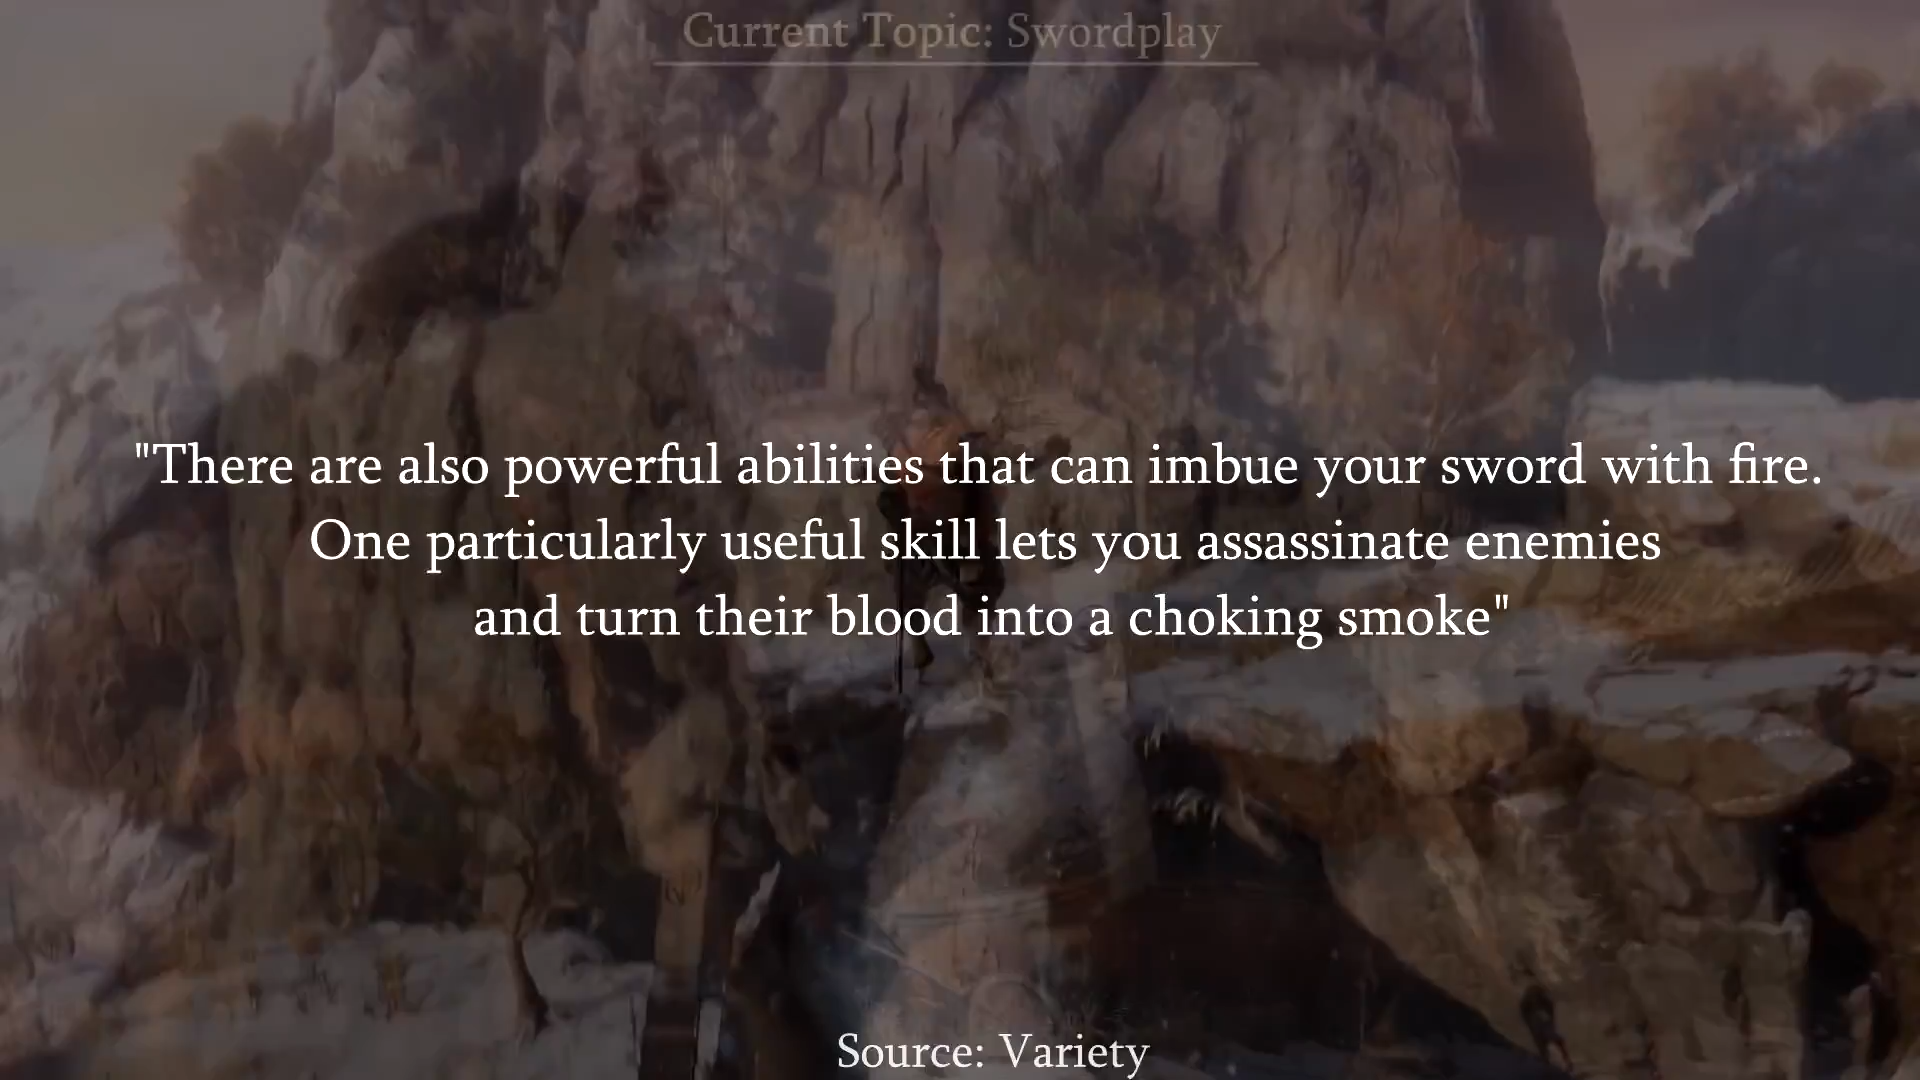 Current Topic: Swordplay
"There are also powerful abilities that can imbue your sword with fire.
One particularly useful skill lets you assassinate enemies
and turn their blood into a choking smoke"
Source: Variety